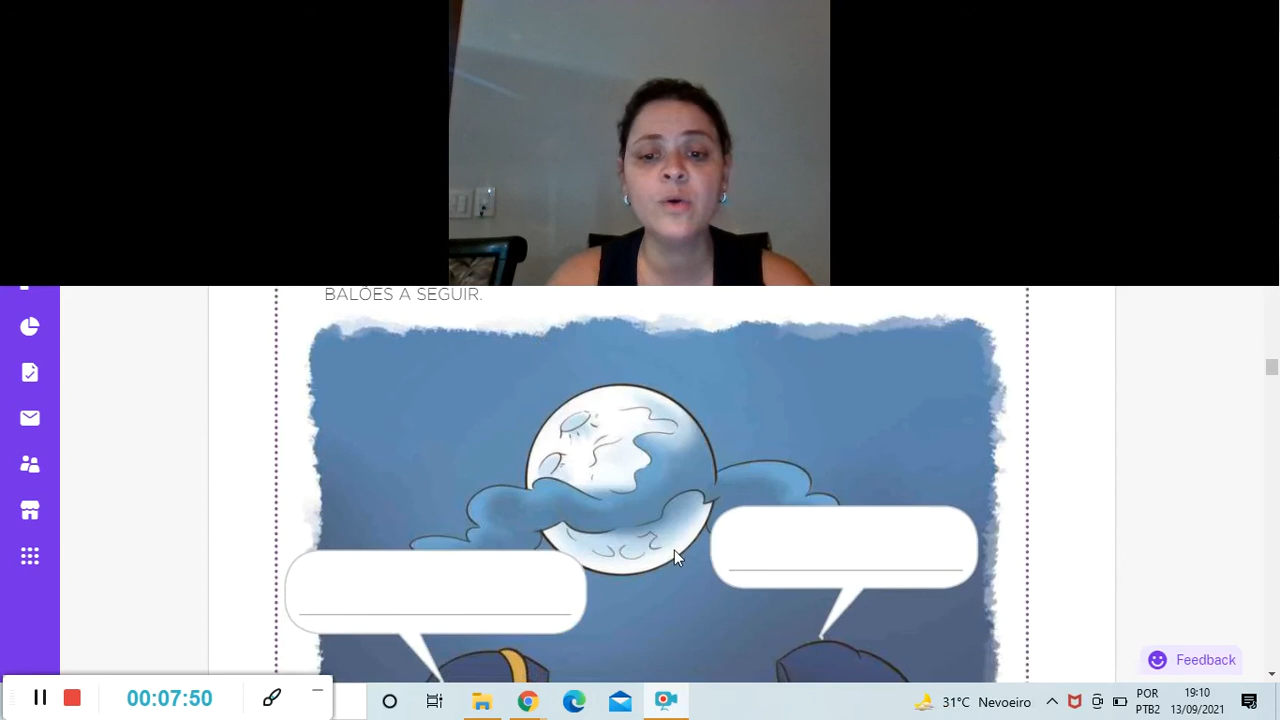 BALÕES A SEGUIR.
Feedback
00:07:50
31°C Nevoeiro
POR
PTB2
19:10
13/09/2021